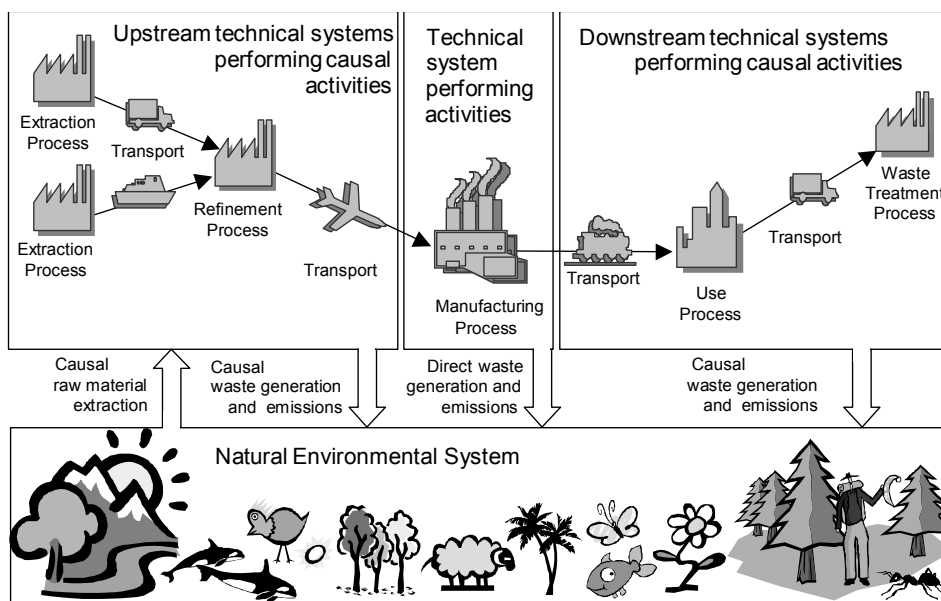 Upstream technical systems
performing causal
activities
Extraction
Process
Transport
Extraction
Process
Refinement
Process
Transport
Technical
system
performing
activities
Manufacturing
Process
Downstream technical systems
performing causal activities
Transport
Use
Process
Transport
Waste
Treatment
Process
Causal
raw material
extraction
Causal
waste generation
and emissions
Direct waste
generation and
emissions
Causal
waste generation
and emissions
Natural Environmental System